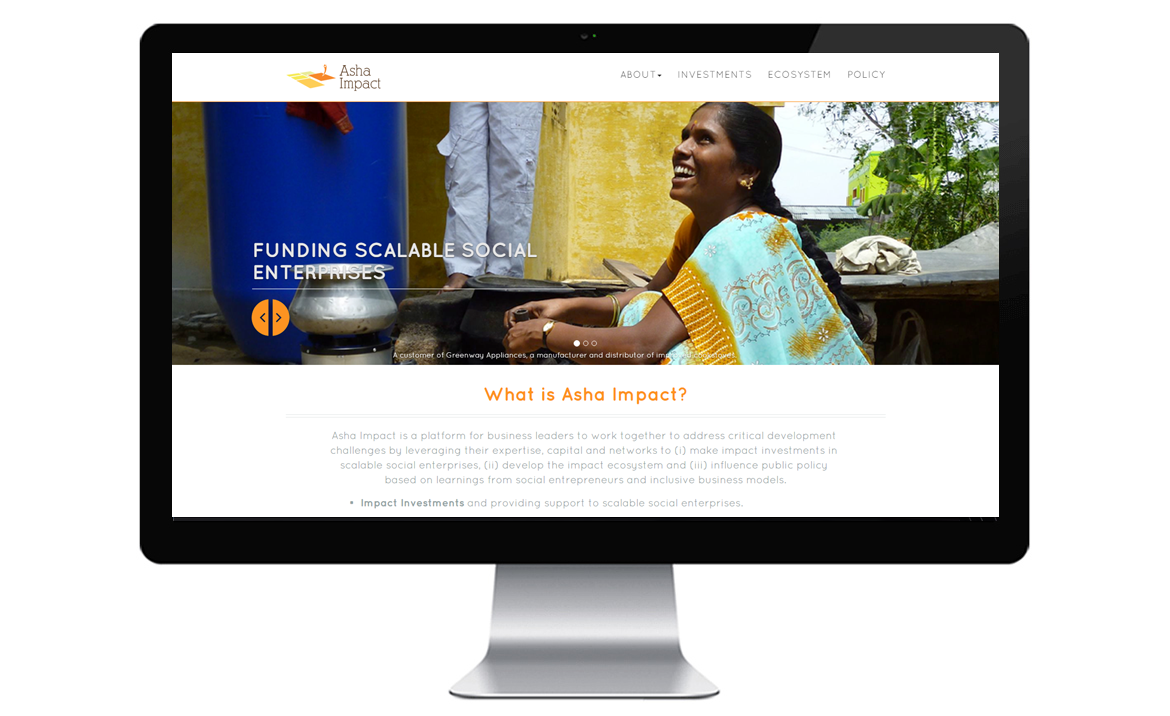 Asha
Impact
ABOUT
INVESTMENTS
ECOSYSTEM
POLICY
FUNDING SCALABLE SOCIAL
ENTERPRISES
A customer of Greenway Appliances, a manufacturer and distributor of
What is Asha Impact?
Asha Impact is a platform for business leaders to work together to address critical development
challenges by leveraging their expertise, capital and networks to (i) make impact investments in
scalable social enterprises, (ii) develop the impact ecosystem and (iii) influence public policy
based on learnings from social entrepreneurs and inclusive business models.
• Impact Investments and providing support to scalable social enterprises.